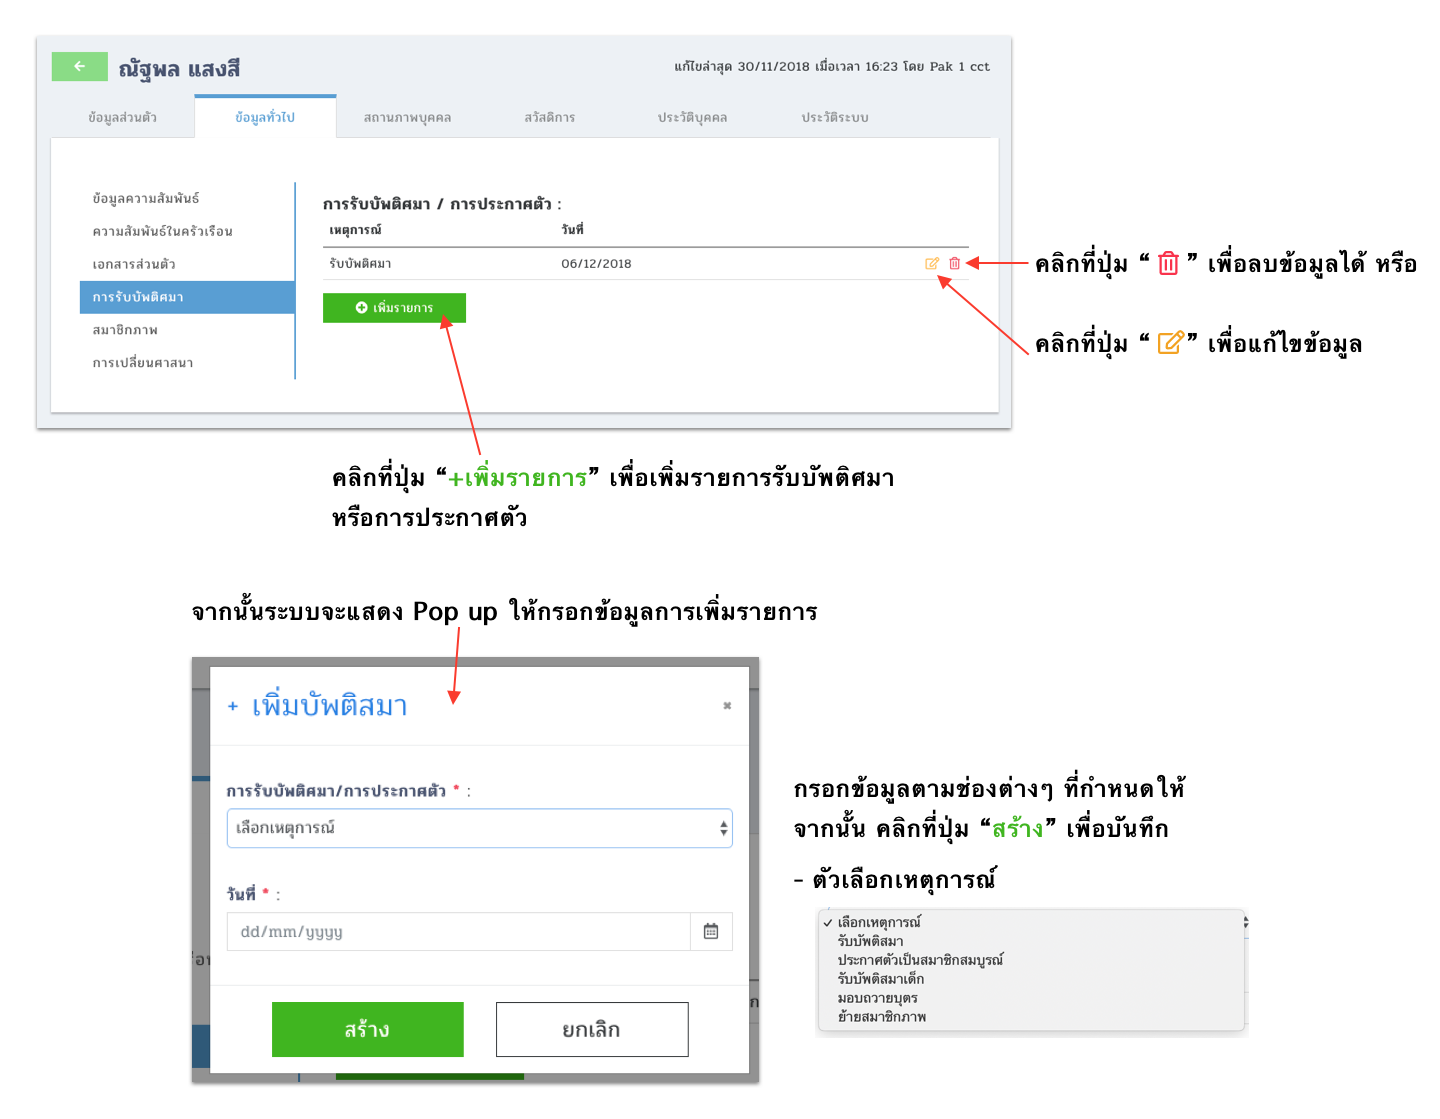 ณัฐพล แสงสี
แก้ไขล่าสุด 30/11/2018 เมื่อเวลา 16:23 โดย Pak 1 cct
ข้อมูลส่วนตัว ข้อมูลทั่วไป สถานภาพบุคคล สวัสดิการ ประวัติบุคคล ประวัติระบบ
ข้อมูลความสัมพันธ์
ความสัมพันธ์ในครัวเรือน
เอกสารส่วนตัว
การรับบัพติศมา
สมาชิกภาพ
การเปลี่ยนศาสนา
การรับบัพติศมา / การประกาศตัว :
เหตุการณ์ วันที่
รับบัพติศมา 06/12/2018
เพิ่มรายการ
คลิกที่ปุ่ม “ ” เพื่อลบข้อมูลได้ หรือ
คลิกที่ปุ่ม “ ” เพื่อแก้ไขข้อมูล
คลิกที่ปุ่ม “+เพิ่มรายการ” เพื่อเพิ่มรายการรับบัพติศมา
หรือการประกาศตัว
จากนั้นระบบจะแสดง Pop up ให้กรอกข้อมูลการเพิ่มรายการ
+ เพิ่มบัพติสมา
การรับบัพติศมา/การประกาศตัว * :
เลือกเหตุการณ์
วันที่ * :
dd/mm/yyyy
สร้าง ยกเลิก
กรอกข้อมูลตามช่องต่างๆ ที่กำหนดให้
จากนั้น คลิกที่ปุ่ม “สร้าง” เพื่อบันทึก
- ตัวเลือกเหตุการณ์
✓ เลือกเหตุการณ์
รับบัพติสมา
ประกาศตัวเป็นสมาชิกสมบูรณ์
รับบัพติสมาเด็ก
มอบถวายบุตร
ย้ายสมาชิกภาพ